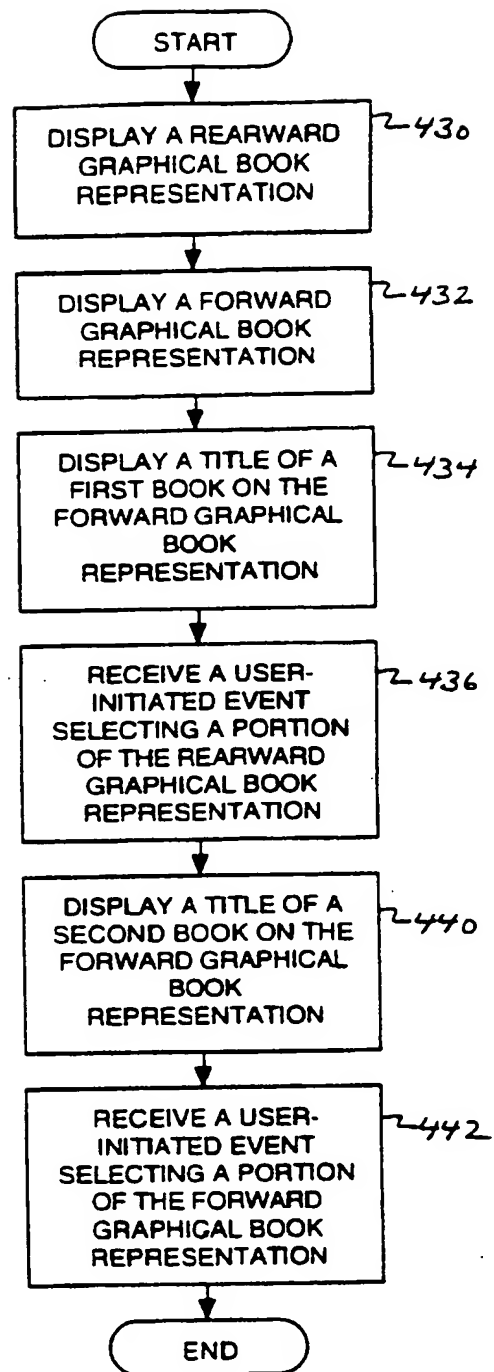 START
DISPLAY A REARWARD
GRAPHICAL BOOK
REPRESENTATION
430
DISPLAY A FORWARD
GRAPHICAL BOOK
REPRESENTATION
432
DISPLAY A TITLE OF A
FIRST BOOK ON THE
FORWARD GRAPHICAL
BOOK
REPRESENTATION
434
RECEIVE A USER-
INITIATED EVENT
SELECTING A PORTION
OF THE REARWARD
GRAPHICAL BOOK
REPRESENTATION
436
DISPLAY A TITLE OF A
SECOND BOOK ON THE
FORWARD GRAPHICAL
BOOK
REPRESENTATION
440
RECEIVE A USER-
INITIATED EVENT
SELECTING A PORTION
OF THE FORWARD
GRAPHICAL BOOK
REPRESENTATION
442
END